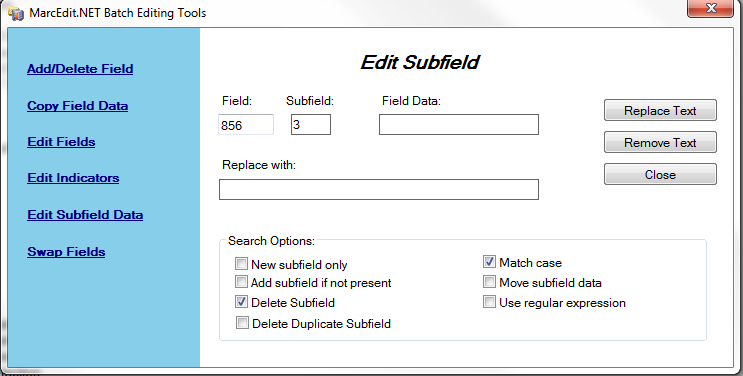 MarcEdit.NET Batch Editing Tools
Add/Delete Field
Copy Field Data
Edit Fields
Edit Indicators
Edit Subfield Data
Swap Fields
Edit Subfield
Field: Subfield: Field Data:
856 3
Replace with:
Replace Text
Remove Text
Close
Search Options:
New subfield only
Add subfield if not present
Delete Subfield
Delete Duplicate Subfield
Match case
Move subfield data
Use regular expression